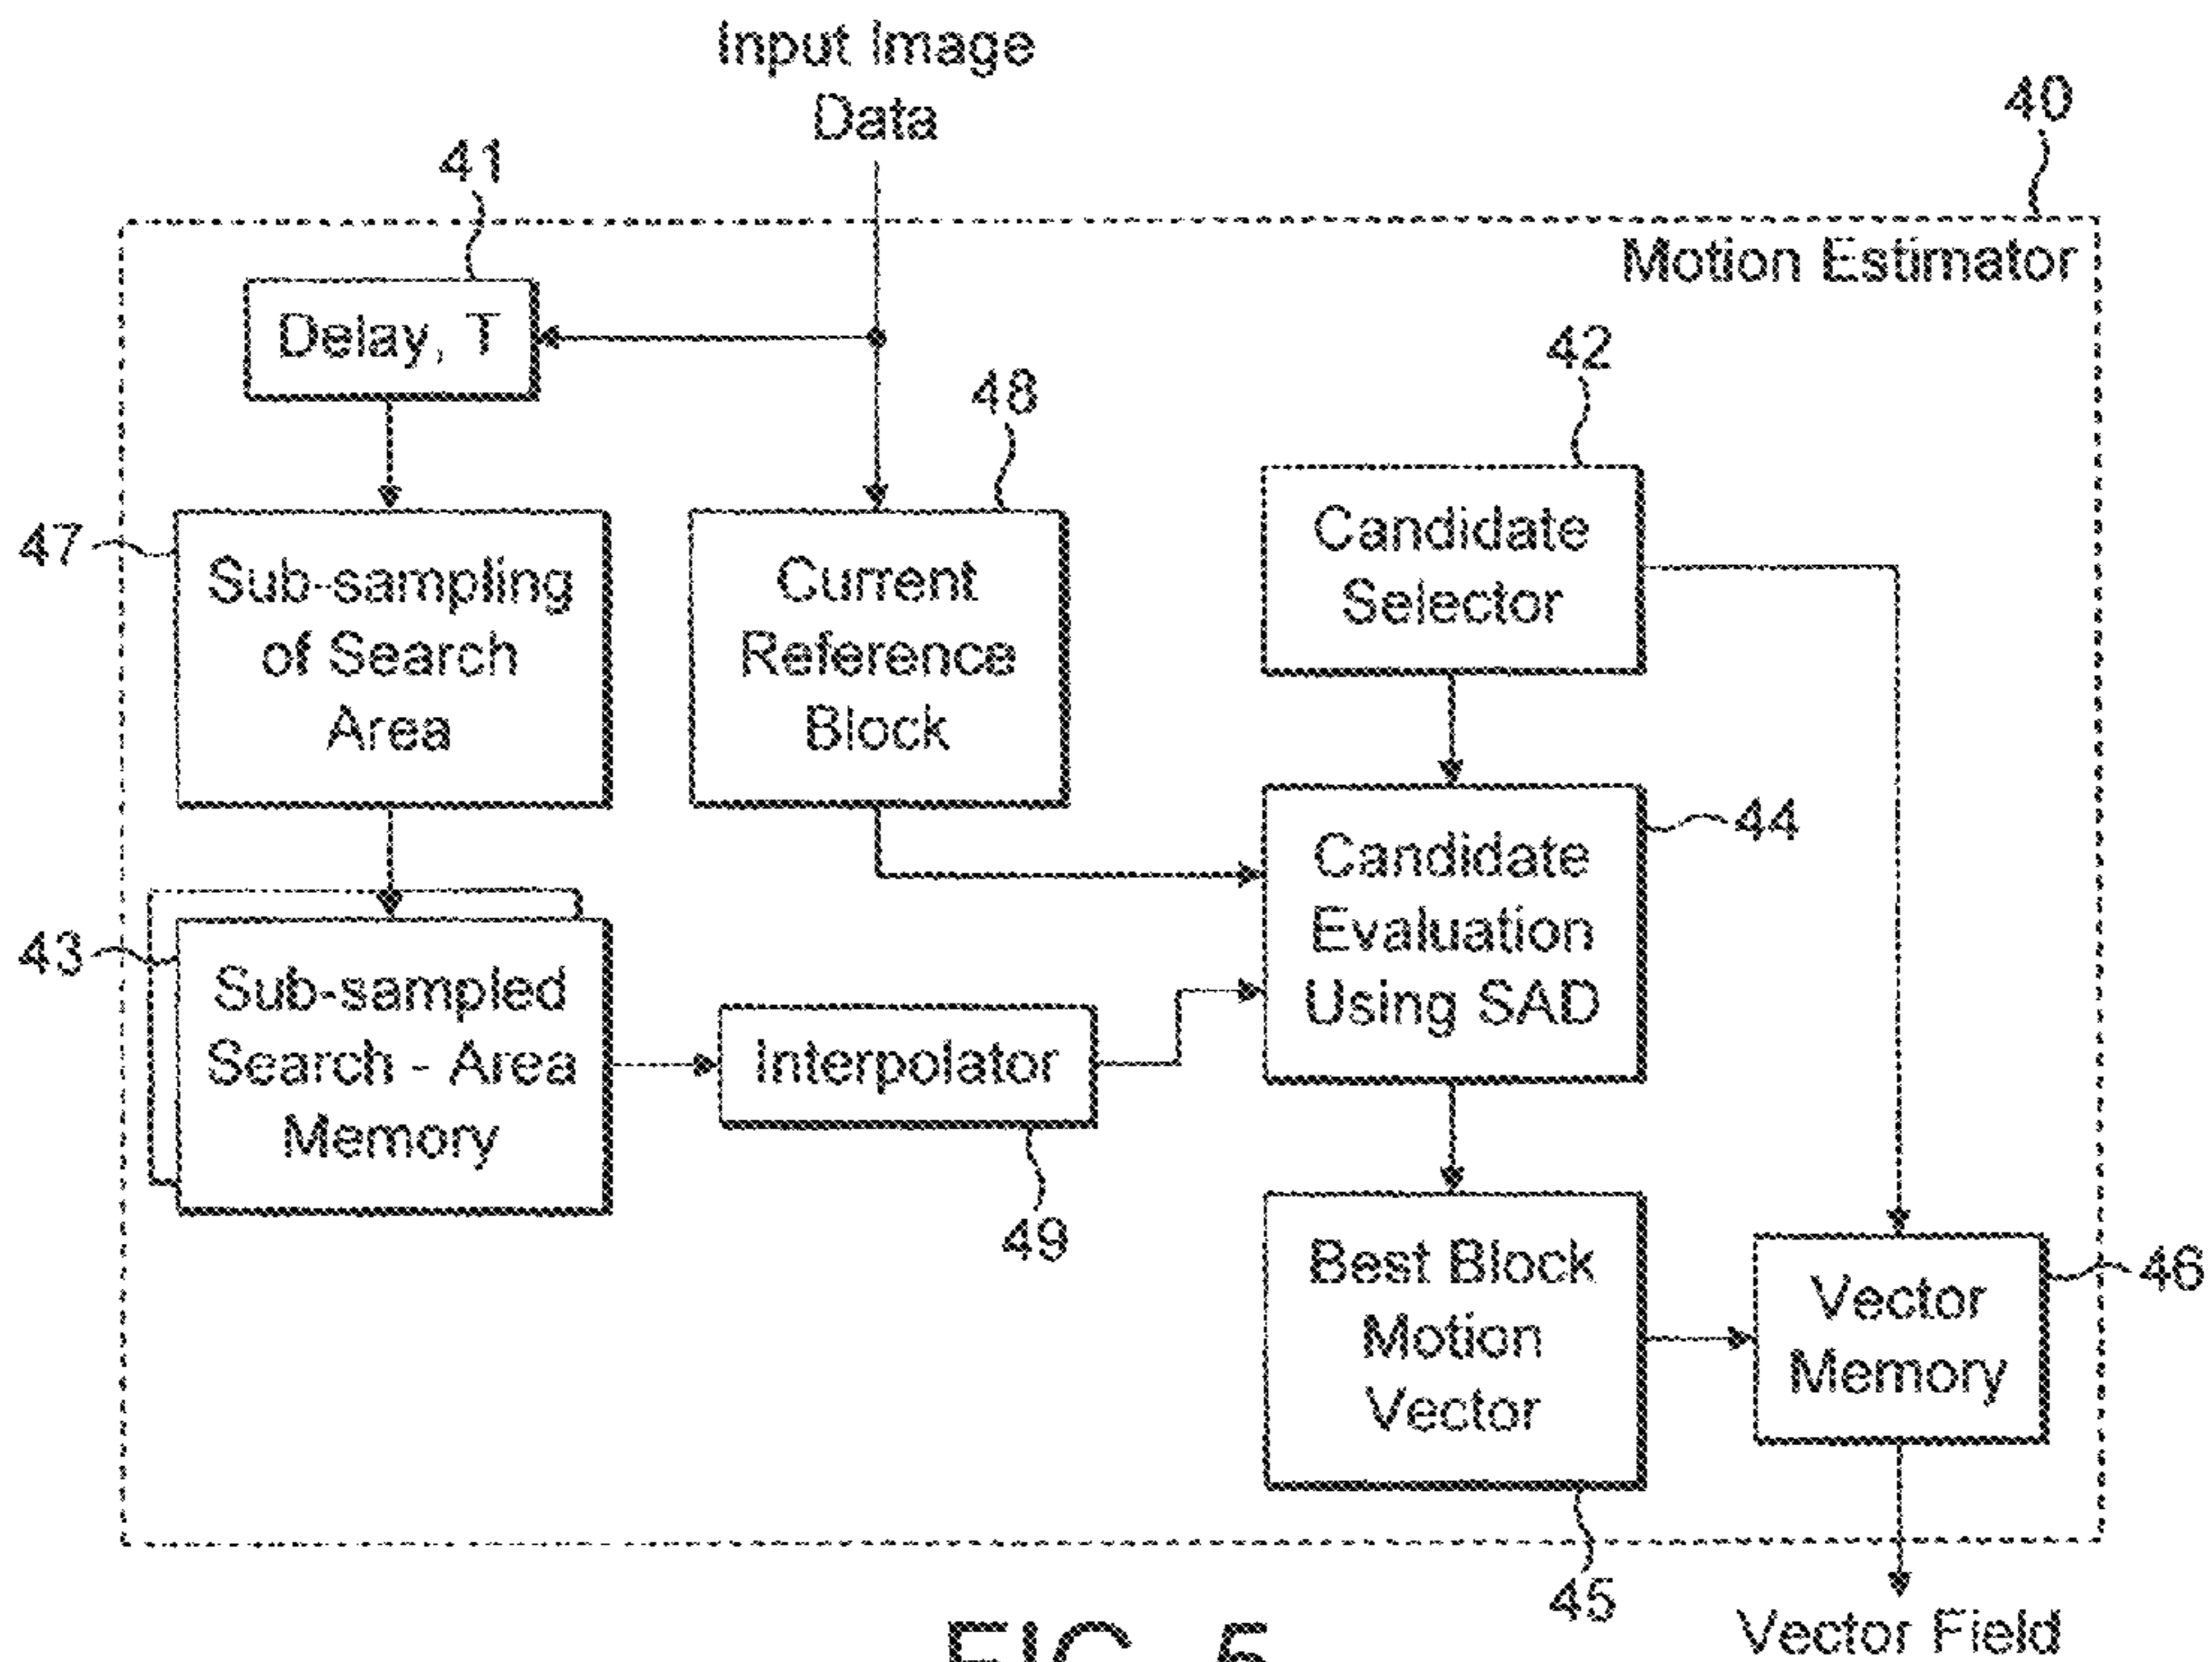 Input Image
Data
40
41
Motion Estimator
Delay, T
42
48
47
Sub-sampling
of Search
Area
Current
Reference
Block
Candidate
Selector
44
Candidate
Evaluation
Using SAD
43
Sub-sampled
Search - Area
Memory
Interpolator
49
Best Block
Motion
Vector
46
Vector
Memory
45
Vector Field
FIG. 5